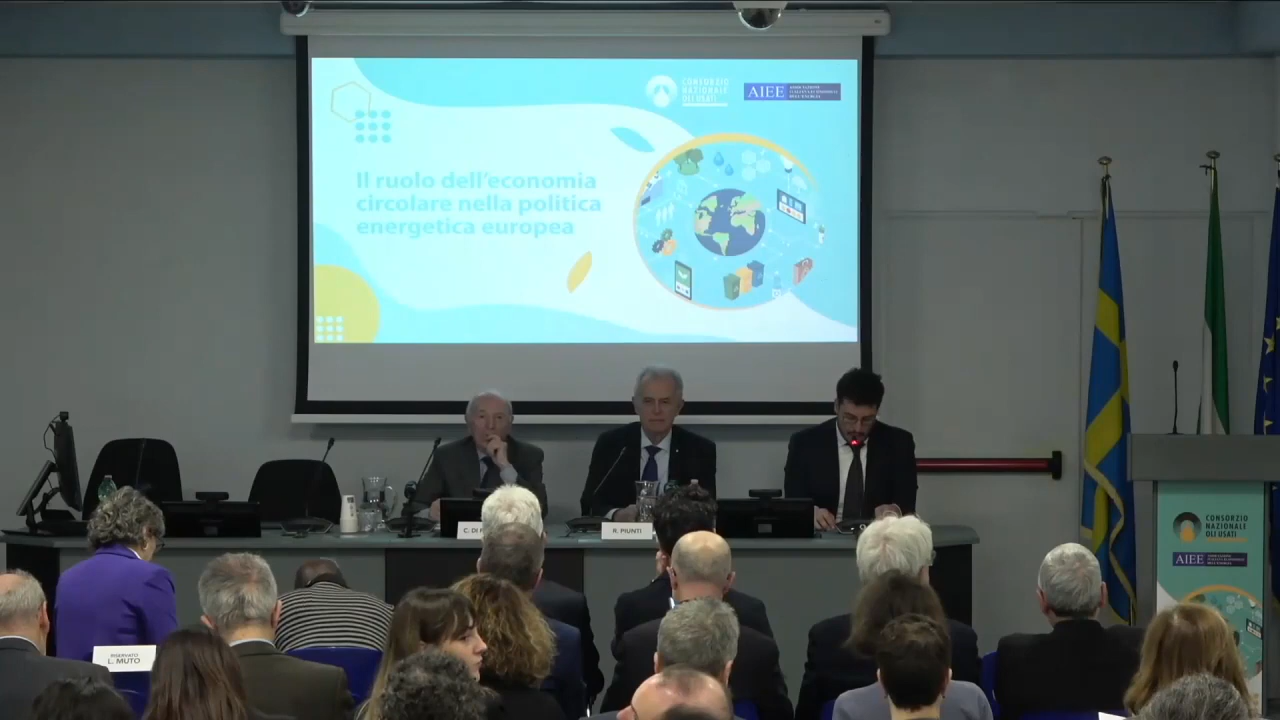 CONSORZIO
NAZIONALE
OLI USATI
AIEE
Il ruolo dell'economia
circolare nella politica
energetica europea
C. DI
R. PIUNTI
RISERVATO
L. MUTO
CONSORZIO
NAZIONALE
OLI USATI
AIEE